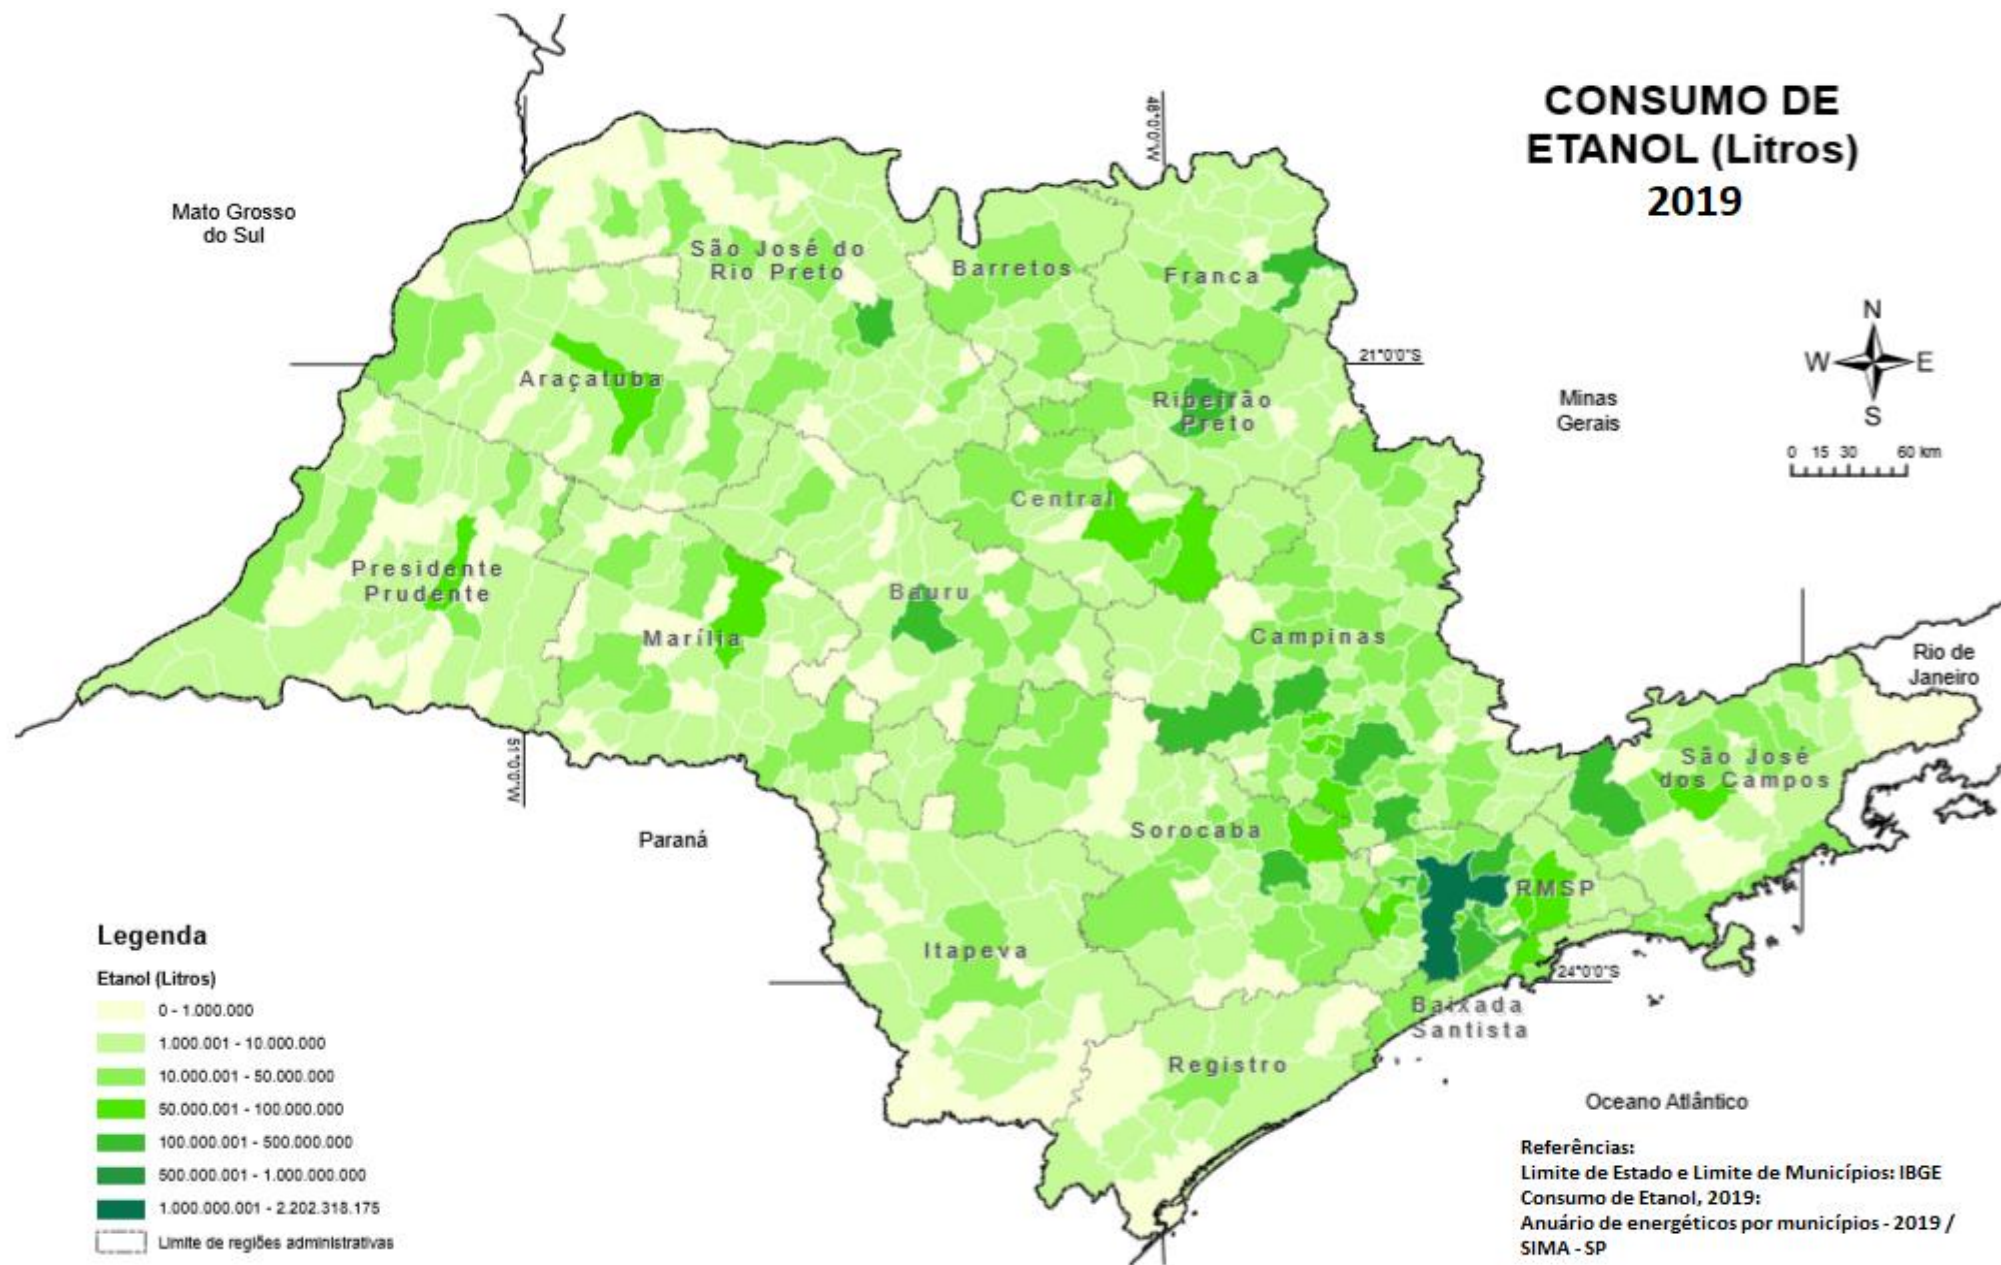 CONSUMO DE
ETANOL (Litros)
2019
48°0'0"W
Mato Grosso
do Sul
São José do
Rio Preto
Barretos
Franca
N
W E
S
21°0'0"S
Araçatuba
Ribeirão
Preto
Minas
Gerais
0 15 30 60 km
Central
Presidente
Prudente
Bauru
Marília
Campinas
Rio de
Janeiro
51°0'0"W
São José
dos Campos
Paraná
Sorocaba
RMSP
Itapeva
24°0'0"S
Baixada
Santista
Registro
Oceano Atlântico
Legenda
Etanol (Litros)
0 - 1.000.000
1.000.001 - 10.000.000
10.000.001 - 50.000.000
50.000.001 - 100.000.000
100.000.001 - 500.000.000
500.000.001 - 1.000.000.000
1.000.000.001 - 2.202.318.175
Limite de regiões administrativas
Referências:
Limite de Estado e Limite de Municípios: IBGE
Consumo de Etanol, 2019:
Anuário de energéticos por municípios - 2019 /
SIMA - SP